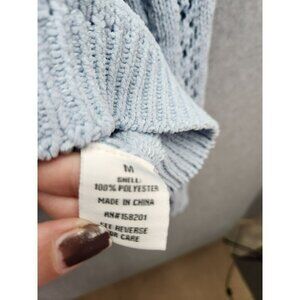 M
SHELL:
100% POLYESTER
MADE IN CHINA
RN#158201
SEE REVERSE
FOR CARE